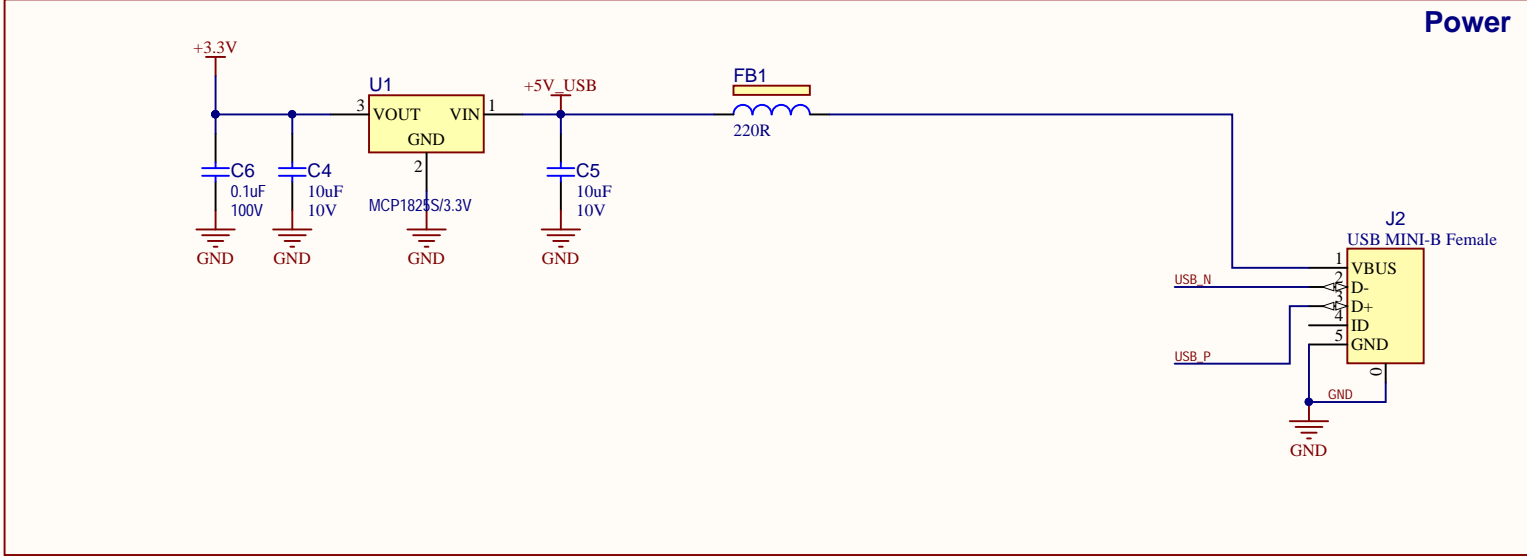 Power
+3.3V
U1
3 VOUT VIN 1
GND
2
MCP1825S/3.3V
+5V_USB
FB1
220R
C6
0.1uF
100V
GND
C4
10uF
10V
GND
GND
C5
10uF
10V
GND
J2
USB MINI-B Female
1 VBUS
USB_N
2 D-
3 D+
4 ID
5 GND
USB_P
0
GND
GND